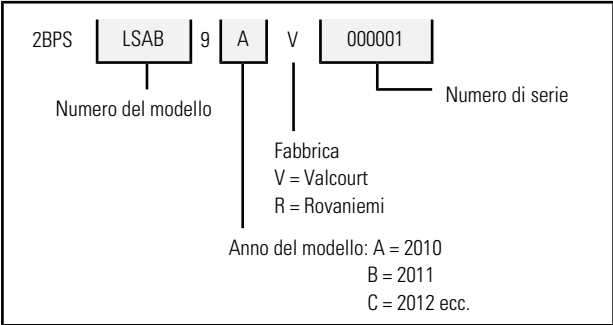 2BPS LSAB 9 A V 000001
Numero del modello
Numero di serie
Fabbrica
V = Valcourt
R = Rovaniemi
Anno del modello: A = 2010
B = 2011
C = 2012 ecc.